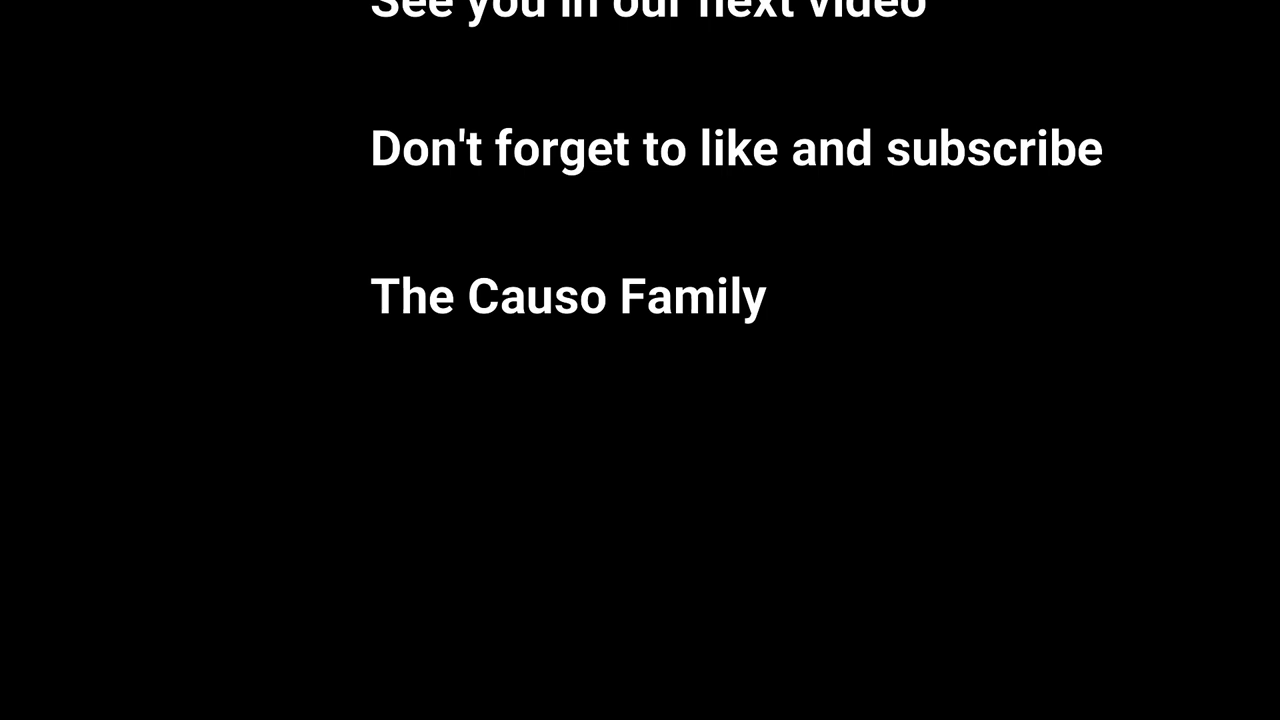 See you in our next video
Don't forget to like and subscribe
The Causo Family